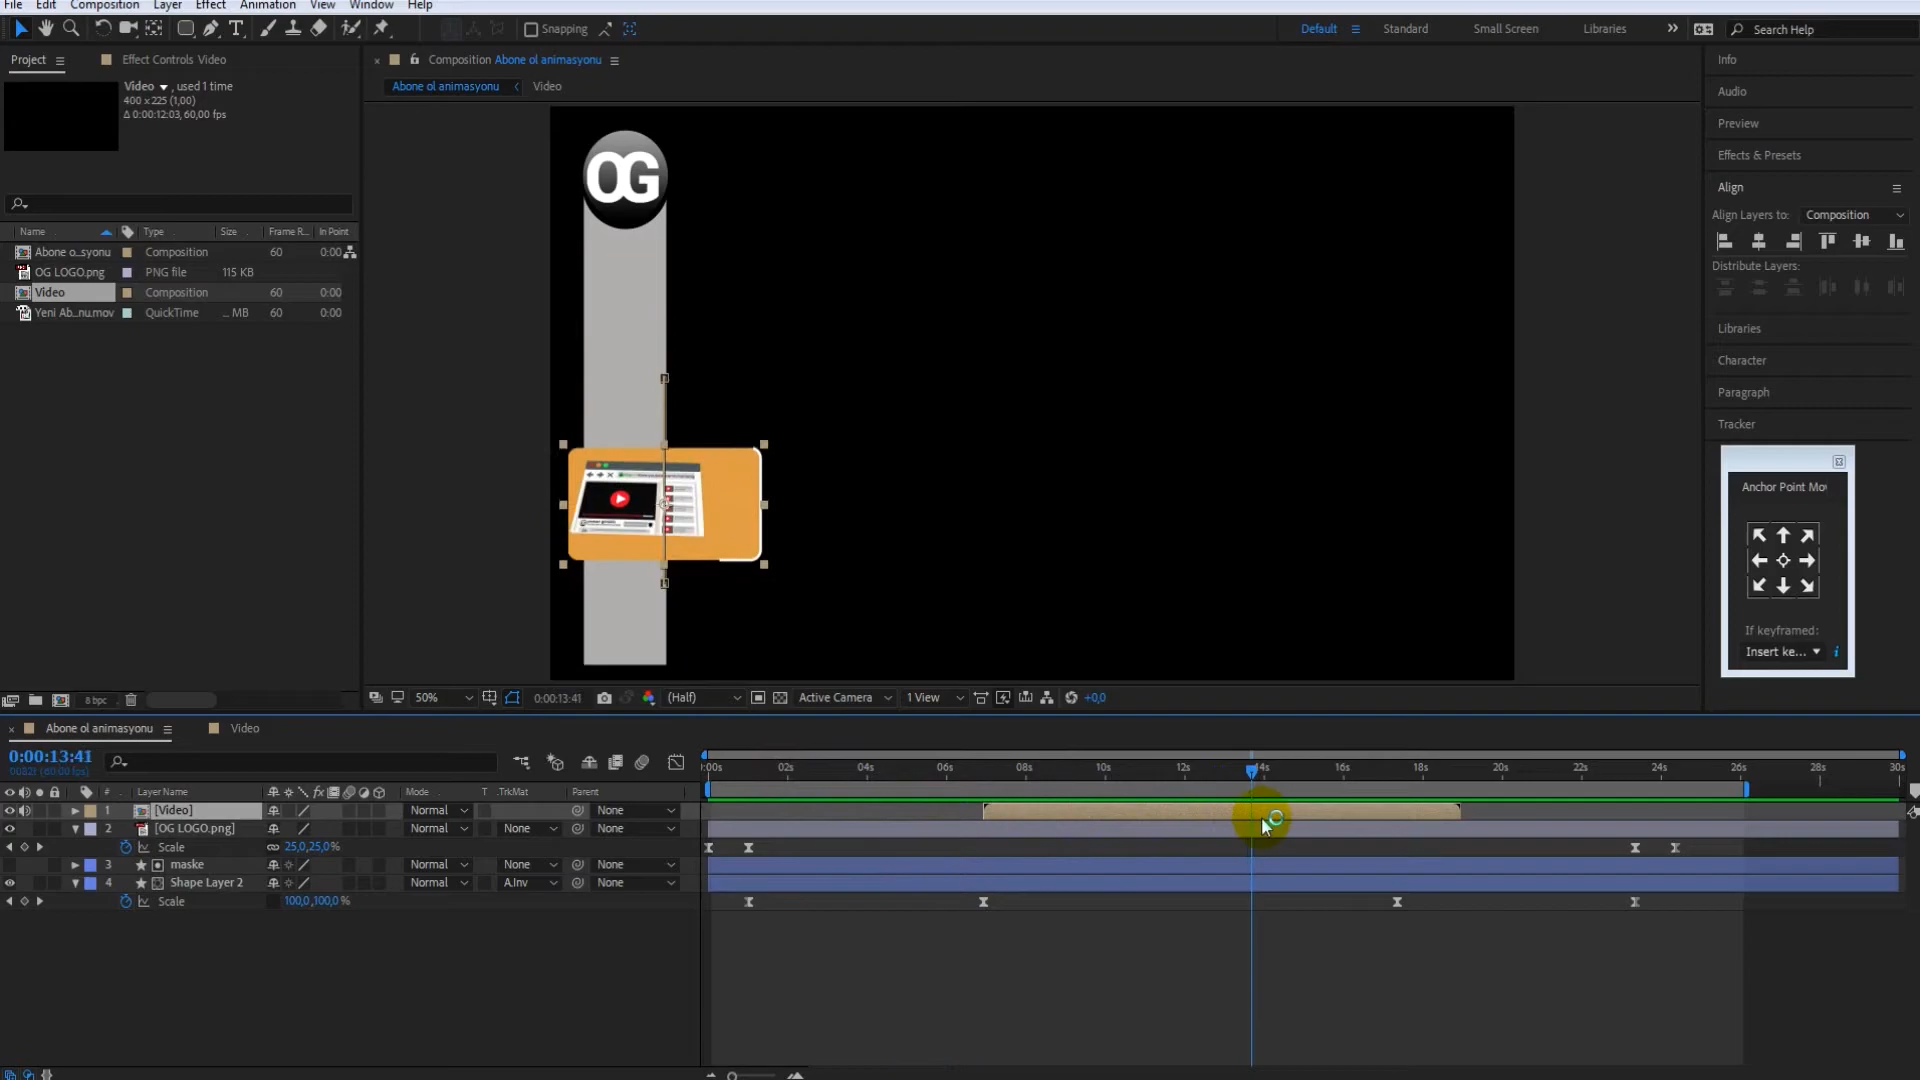 File Edit Composition Layer Effect Animation View Window Help
Snapping Default Standard Small Screen Libraries Search Help
Project Effect Controls Video
Composition Abone ol animasyonu
Abone ol animasyonu Video
Video , used 1 time
400 x 225 (1,00)
Δ 0:00:12:03, 60,00 fps
Name Type Size Frame R... In Point
Abone o...syonu Composition 60 0:00
OG LOGO.png PNG file 115 KB
Video Composition 60 0:00
Yeni Ab...nu.mov QuickTime ... MB 60 0:00
8 bpc
OG
50% 0:00:13:41 (Half) Active Camera 1 View +0,0
Info
Audio
Preview
Effects & Presets
Align
Align Layers to: Composition
Distribute Layers:
Libraries
Character
Paragraph
Tracker
Anchor Point Mo
If keyframed:
Insert ke...
Abone ol animasyonu Video
0:00:13:41
# Layer Name Mode T .TrkMat Parent
:00s 02s 04s 06s 08s 10s 12s 14s 16s 18s 20s 22s 24s 26s 28s 30s
1 [Video] Normal None
2 [OG LOGO.png] Normal None None
Scale 25,0,25,0%
3 maske Normal None None
4 Shape Layer 2 Normal A.Inv None
Scale 100,0,100,0%